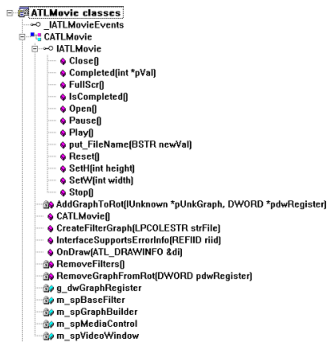 ATLMovie classes
_IATLMovieEvents
CATLMovie
IATLMovie
Close()
Completed(int *pVal)
FullScr()
IsCompleted()
Open()
Pause()
Play()
put_FileName(BSTR newVal)
Reset()
SetH(int height)
SetW(int width)
Stop()
AddGraphToRot(IUnknown *pUnkGraph, DWORD *pdwRegister)
CATLMovie()
CreateFilterGraph(LPCOLESTR strFile)
InterfaceSupportsErrorInfo(REFIID riid)
OnDraw(ATL_DRAWINFO &di)
RemoveFilters()
RemoveGraphFromRot(DWORD pdwRegister)
g_dwGraphRegister
m_spBaseFilter
m_spGraphBuilder
m_spMediaControl
m_spVideoWindow